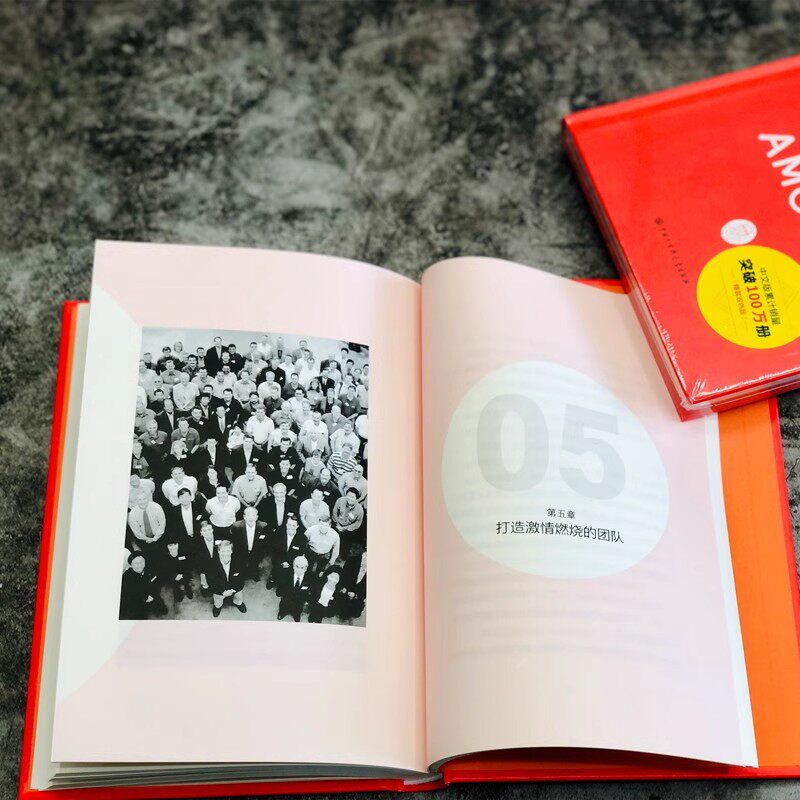 05
第五章
打造激情燃烧的团队
AMO
中文版累计销量
突破100万册